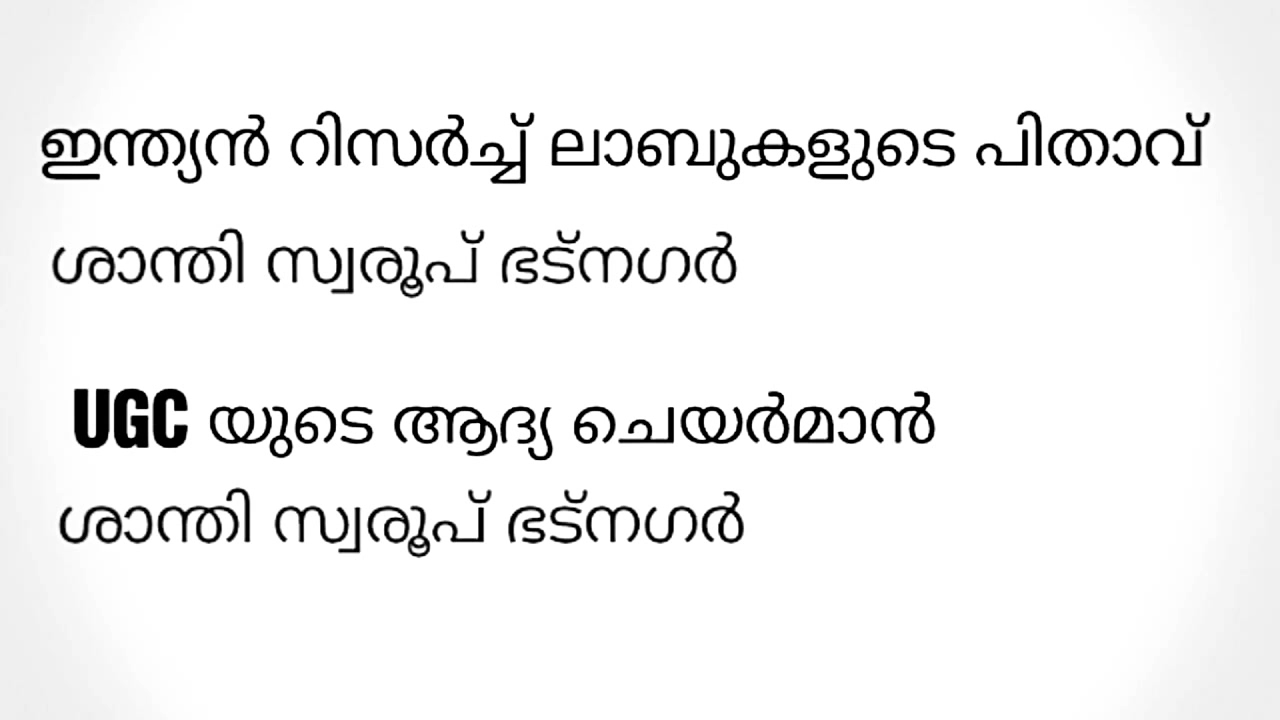 ഇന്ത്യൻ റിസർച്ച് ലാബുകളുടെ പിതാവ്
ശാന്തി സ്വരൂപ് ഭട്നഗർ
UGC യുടെ ആദ്യ ചെയർമാൻ
ശാന്തി സ്വരൂപ് ഭട്നഗർ